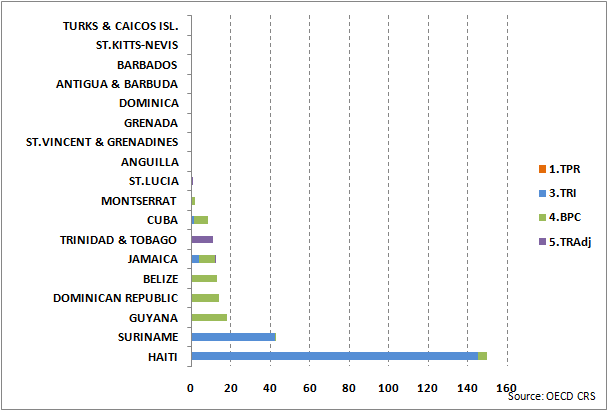 TURKS & CAICOS ISL.
ST.KITTS-NEVIS
BARBADOS
ANTIGUA & BARBUDA
DOMINICA
GRENADA
ST.VINCENT & GRENADINES
ANGUILLA
ST.LUCIA
MONTSERRAT
CUBA
TRINIDAD & TOBAGO
JAMAICA
BELIZE
DOMINICAN REPUBLIC
GUYANA
SURINAME
HAITI
0 20 40 60 80 100 120 140 160
1.TPR
3.TRI
4.BPC
5.TRAdj
Source: OECD CRS